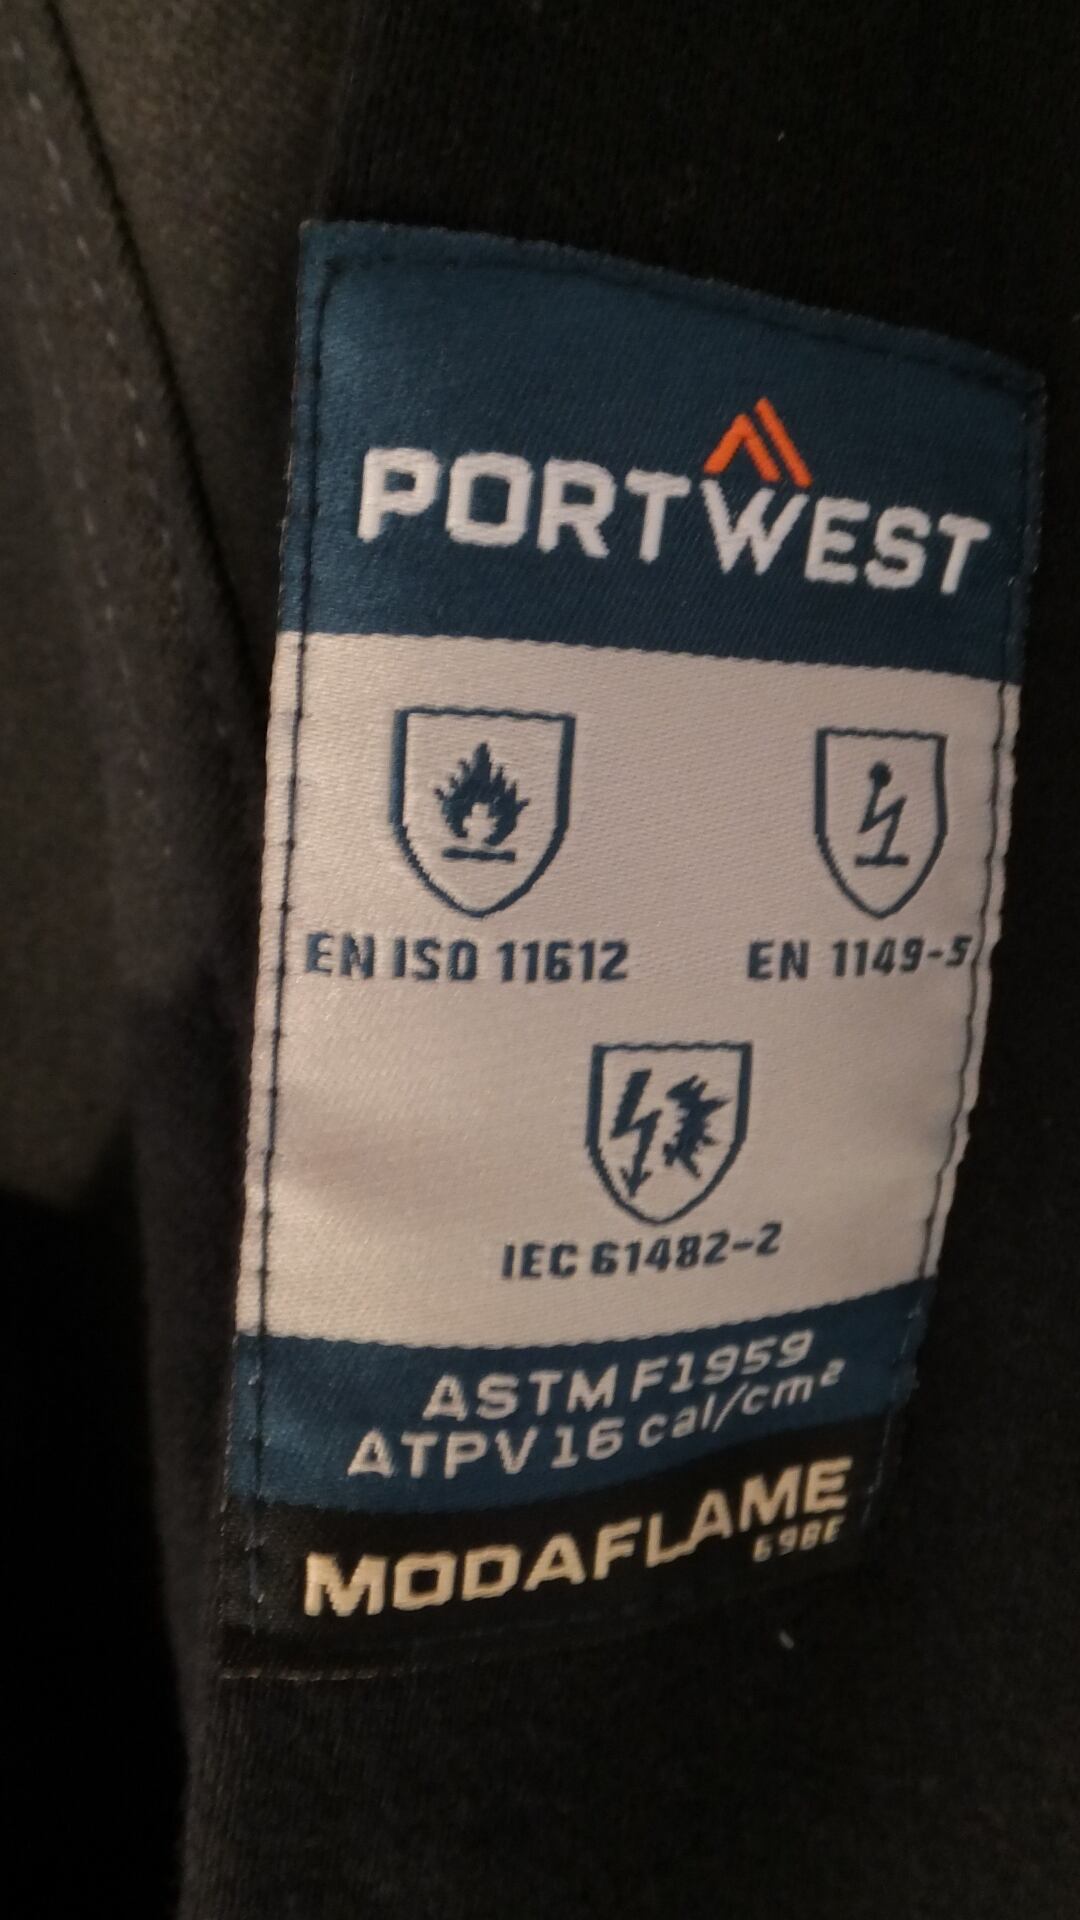 PORTWEST
EN ISO 11612
EN 1149-5
IEC 61482-2
ASTM F1959
ATPV 16 cal/cm²
MODAFLAME